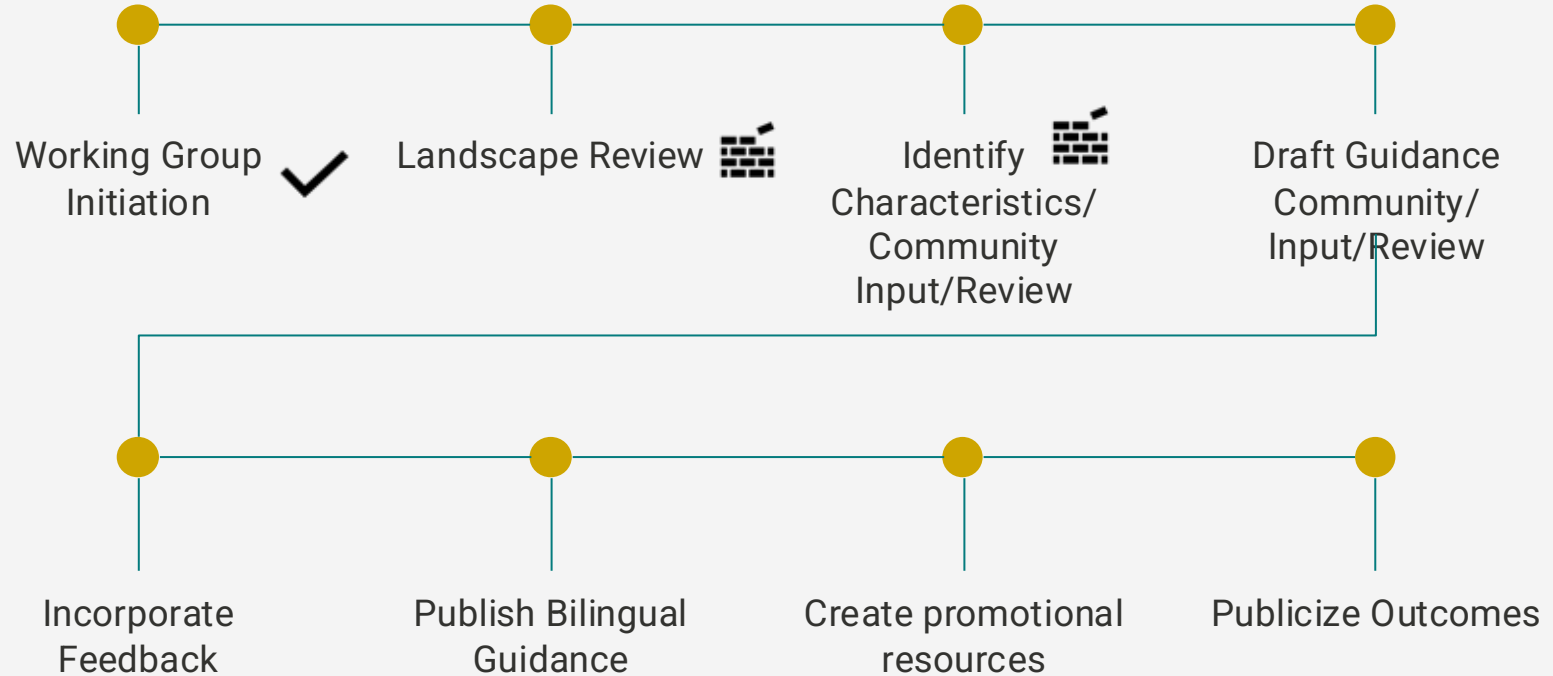 Working Group
Initiation
Landscape Review
Identify
Characteristics/
Community
Input/Review
Draft Guidance
Community/
Input/Review
Incorporate
Feedback
Publish Bilingual
Guidance
Create promotional
resources
Publicize Outcomes